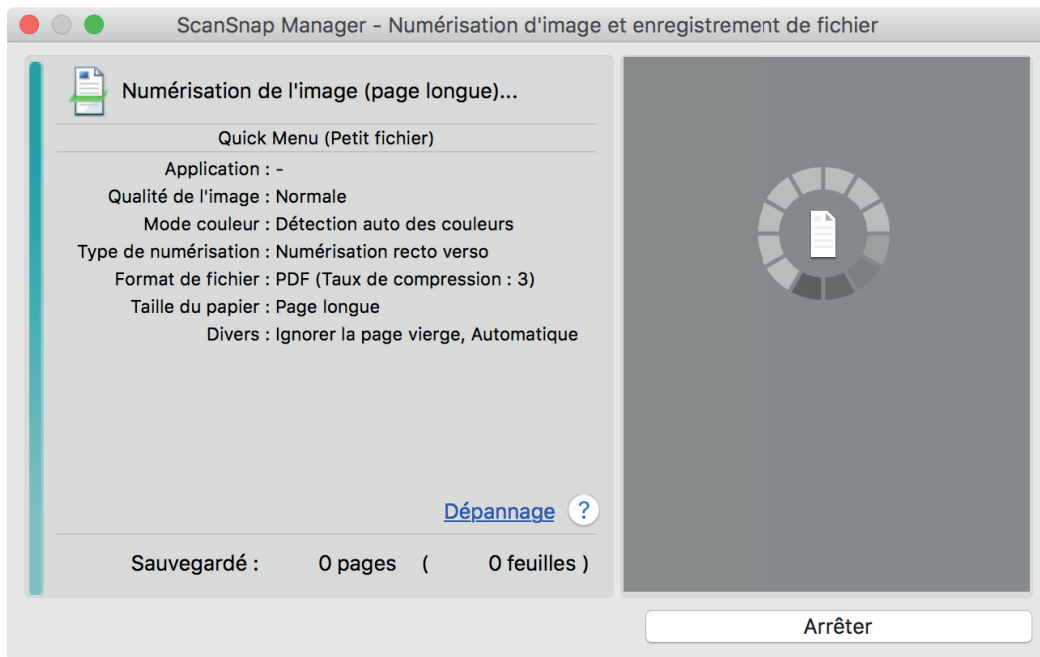 ScanSnap Manager - Numérisation d'image et enregistrement de fichier
Numérisation de l'image (page longue)...
Quick Menu (Petit fichier)
Application : -
Qualité de l'image : Normale
Mode couleur : Détection auto des couleurs
Type de numérisation : Numérisation recto verso
Format de fichier : PDF (Taux de compression : 3)
Taille du papier : Page longue
Divers : Ignorer la page vierge, Automatique
Dépannage ?
Sauvegardé : 0 pages ( 0 feuilles )
Arrêter